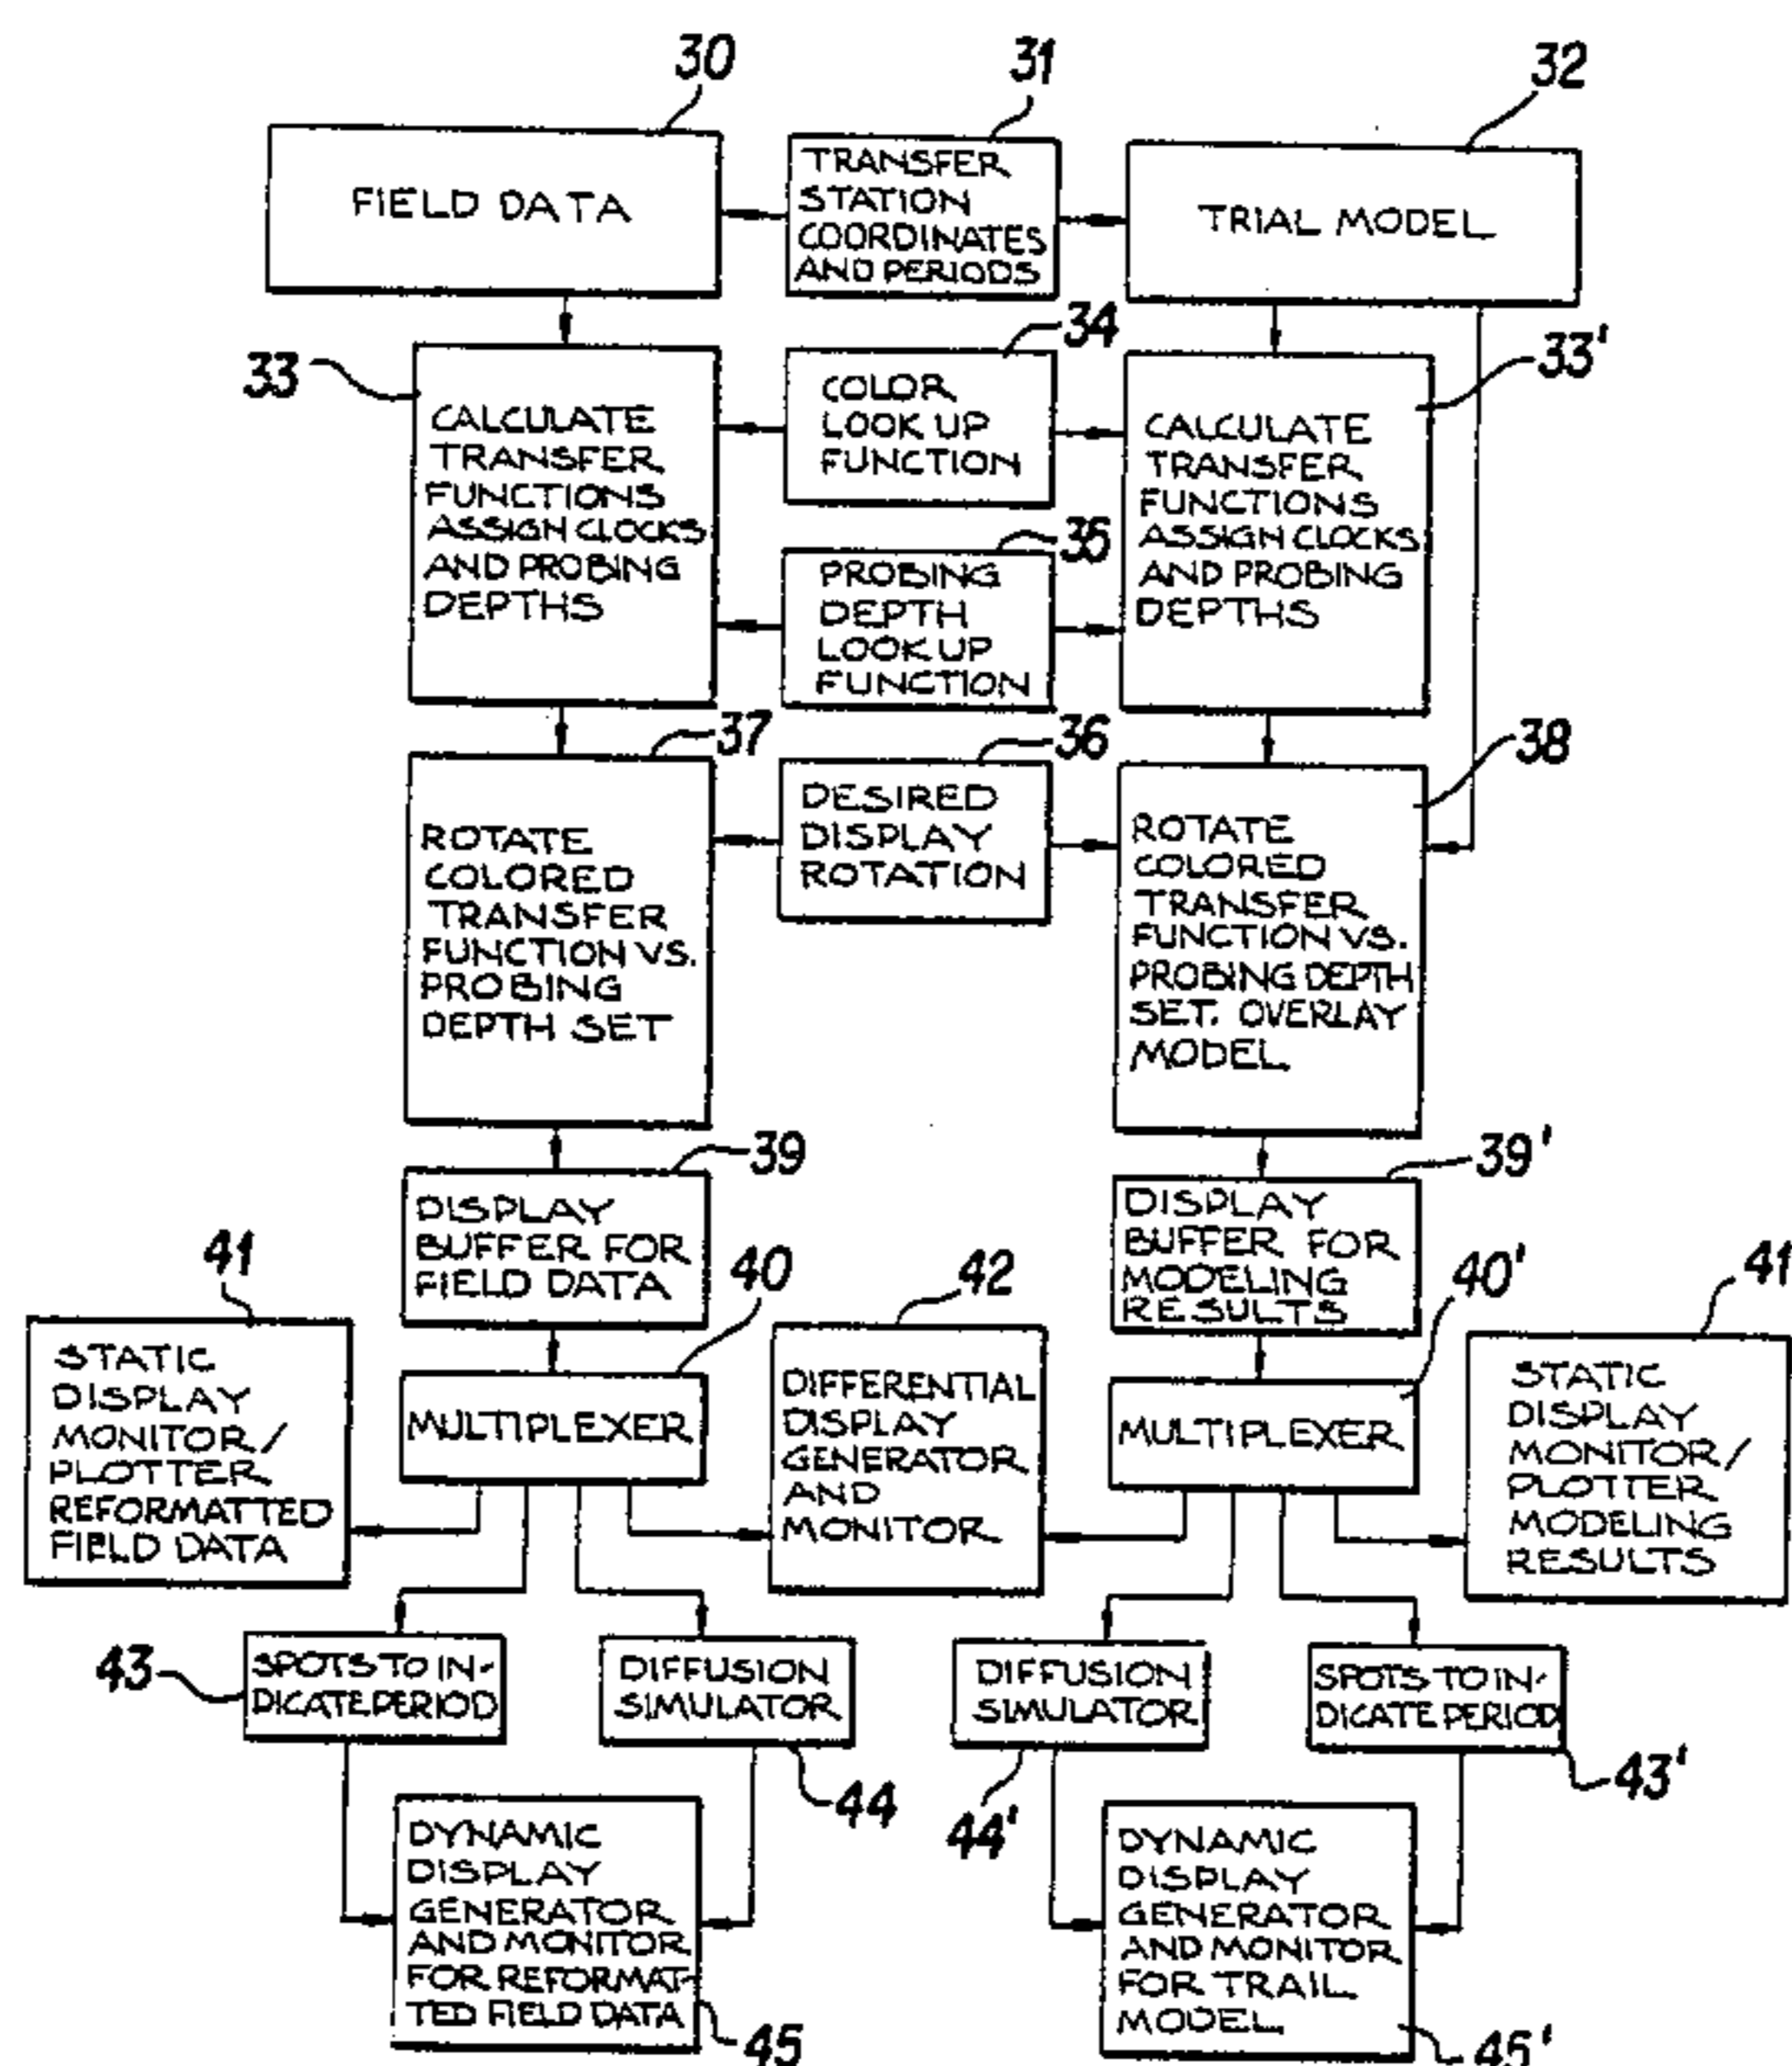 30
31
32
FIELD DATA
TRANSFER
STATION
COORDINATES
AND PERIODS
TRIAL MODEL
33
CALCULATE
TRANSFER
FUNCTIONS
ASSIGN CLOCKS
AND PROBING
DEPTHS
34
COLOR
LOOK UP
FUNCTION
33'
CALCULATE
TRANSFER
FUNCTIONS
ASSIGN CLOCKS
AND PROBING
DEPTHS
35
PROBING
DEPTH
LOOK UP
FUNCTION
37
ROTATE
COLORED
TRANSFER
FUNCTION VS.
PROBING
DEPTH SET
36
DESIRED
DISPLAY
ROTATION
38
ROTATE
COLORED
TRANSFER
FUNCTION VS.
PROBING DEPTH
SET. OVERLAY
MODEL
39
DISPLAY
BUFFER FOR
FIELD DATA
39'
DISPLAY
BUFFER FOR
MODELING
RESULTS
41
STATIC
DISPLAY
MONITOR/
PLOTTER
REFORMATTED
FIELD DATA
40
MULTIPLEXER
42
DIFFERENTIAL
DISPLAY
GENERATOR
AND
MONITOR
40'
MULTIPLEXER
41
STATIC
DISPLAY
MONITOR/
PLOTTER
MODELING
RESULTS
43
SPOTS TO IN-
DICATE PERIOD
DIFFUSION
SIMULATOR
44
DIFFUSION
SIMULATOR
44'
SPOTS TO IN-
DICATE PERIOD
43'
DYNAMIC
DISPLAY
GENERATOR
AND MONITOR
FOR REFORMAT-
TED FIELD DATA
45
DYNAMIC
DISPLAY
GENERATOR
AND MONITOR
FOR TRAIL
MODEL
45'